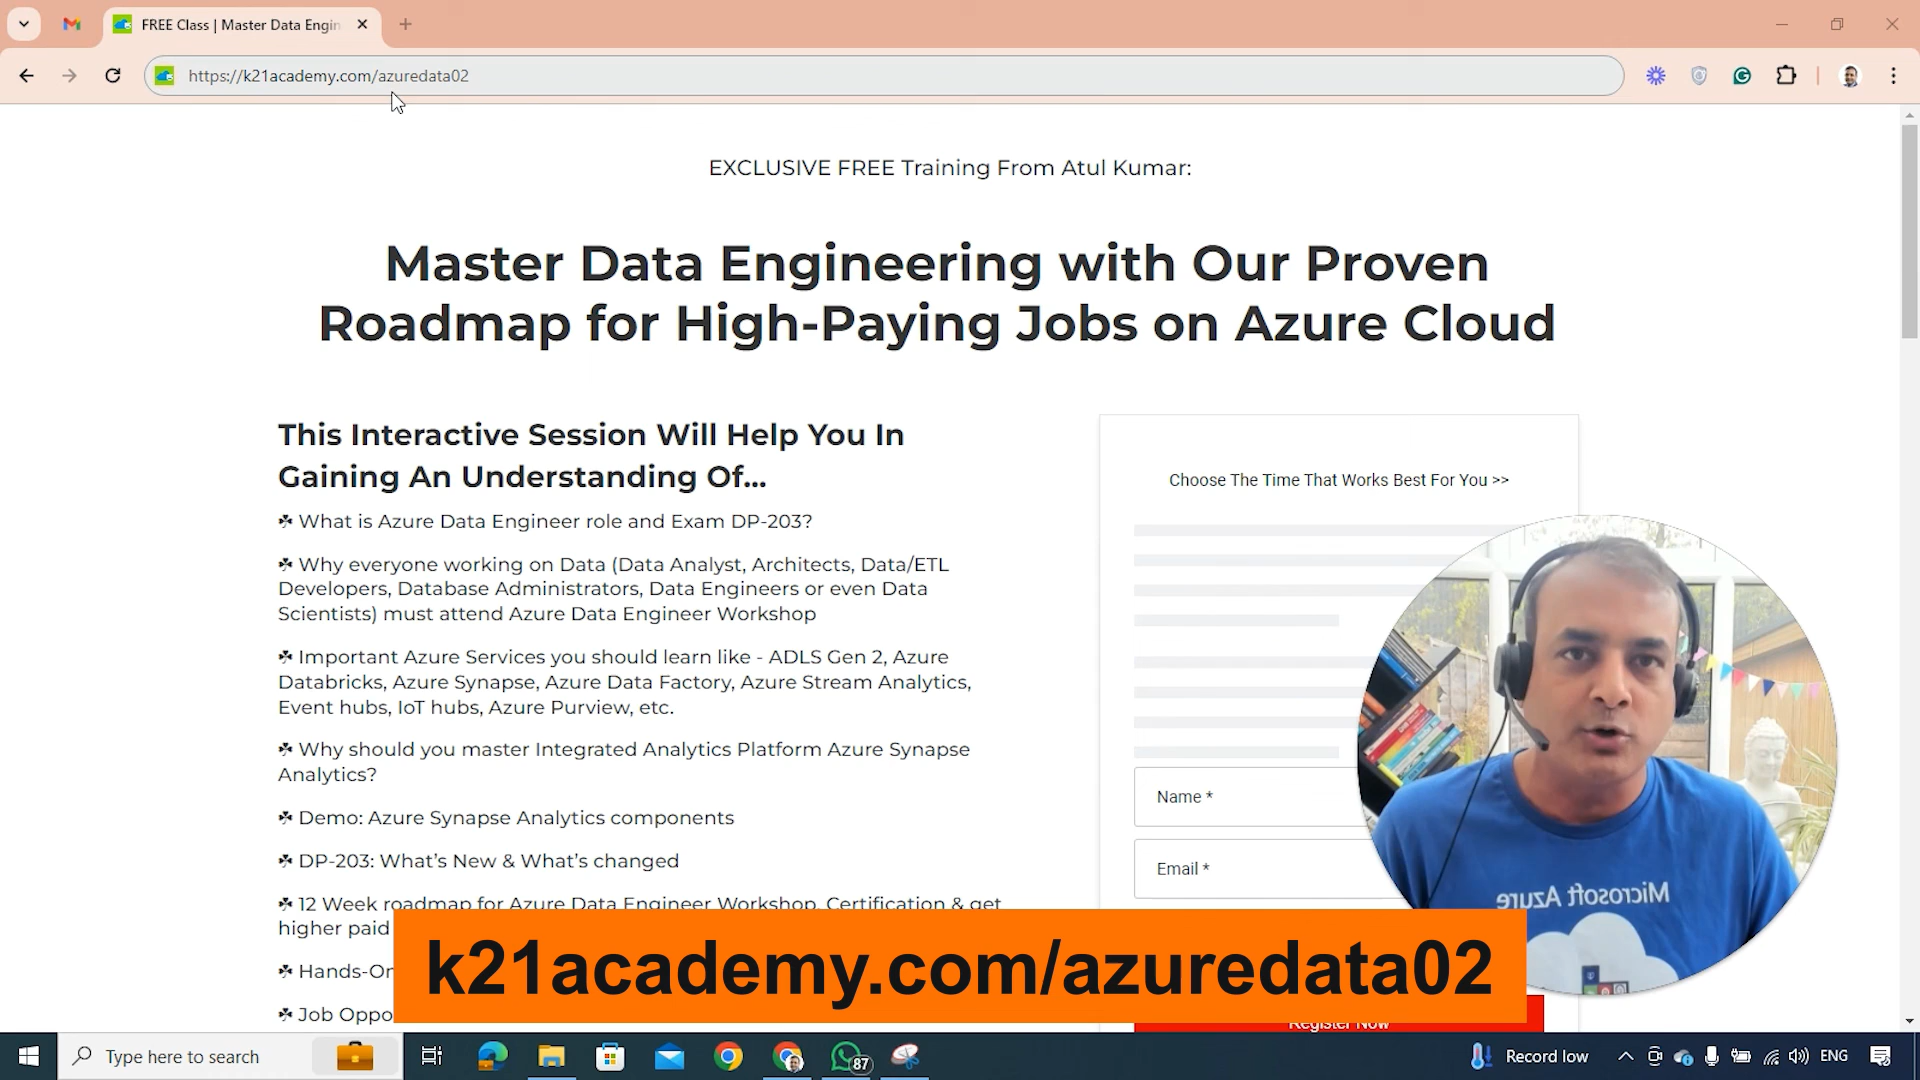 FREE Class | Master Data Engin
https://k21academy.com/azuredata02
EXCLUSIVE FREE Training From Atul Kumar:
Master Data Engineering with Our Proven
Roadmap for High-Paying Jobs on Azure Cloud
This Interactive Session Will Help You In
Gaining An Understanding Of...
☘ What is Azure Data Engineer role and Exam DP-203?
☘ Why everyone working on Data (Data Analyst, Architects, Data/ETL
Developers, Database Administrators, Data Engineers or even Data
Scientists) must attend Azure Data Engineer Workshop
☘ Important Azure Services you should learn like - ADLS Gen 2, Azure
Databricks, Azure Synapse, Azure Data Factory, Azure Stream Analytics,
Event hubs, IoT hubs, Azure Purview, etc.
☘ Why should you master Integrated Analytics Platform Azure Synapse
Analytics?
☘ Demo: Azure Synapse Analytics components
☘ DP-203: What's New & What's changed
☘ 12 Week roadmap for Azure Data Engineer Workshop, Certification & get
higher paid
☘ Hands-On
☘ Job Oppo
Choose The Time That Works Best For You >>
Name *
Email *
Register Now
Microsoft Azure
k21academy.com/azuredata02
Type here to search
87
Record low
ENG